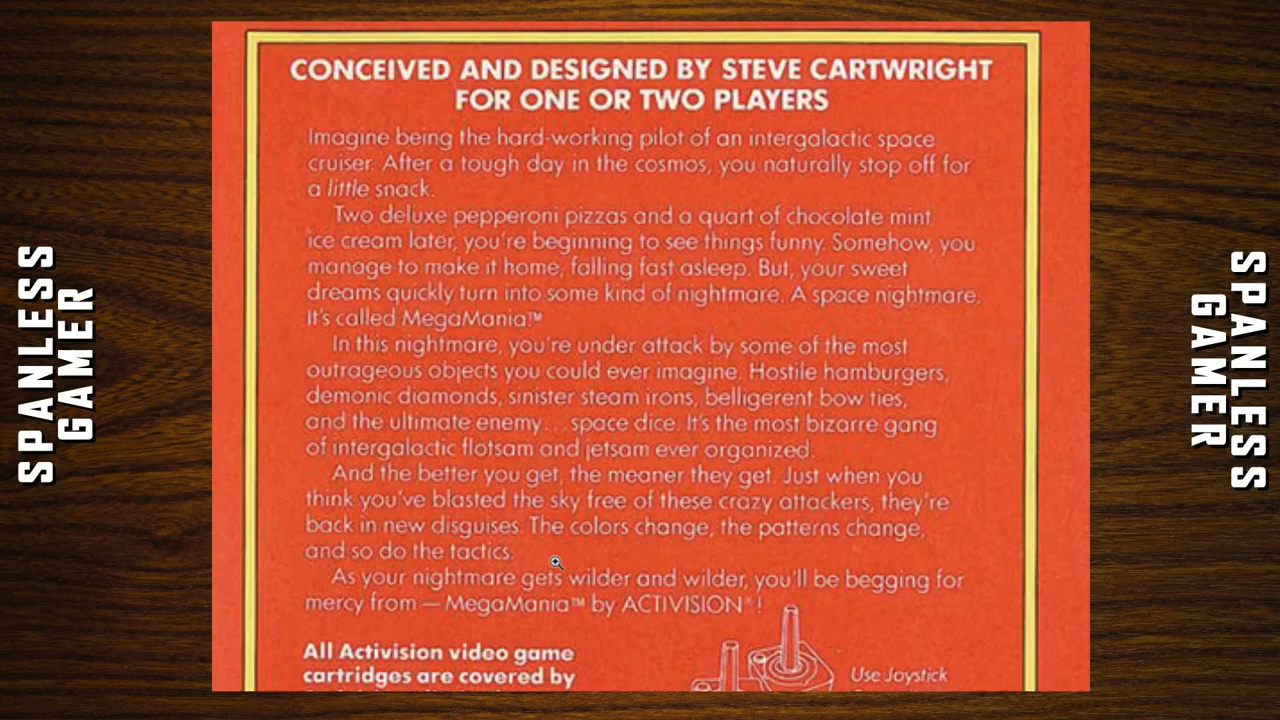 CONCEIVED AND DESIGNED BY STEVE CARTWRIGHT
FOR ONE OR TWO PLAYERS
Imagine being the hard-working pilot of an intergalactic space
cruiser. After a tough day in the cosmos, you naturally stop off for
a little snack.
Two deluxe pepperoni pizzas and a quart of chocolate mint
ice cream later, you're beginning to see things funny. Somehow, you
manage to make it home, falling fast asleep. But, your sweet
dreams quickly turn into some kind of nightmare. A space nightmare.
It's called MegaMania.™
In this nightmare, you're under attack by some of the most
outrageous objects you could ever imagine. Hostile hamburgers,
demonic diamonds, sinister steam irons, belligerent bow ties,
and the ultimate enemy...space dice. It's the most bizarre gang
of intergalactic flotsam and jetsam ever organized.
And the better you get, the meaner they get. Just when you
think you've blasted the sky free of these crazy attackers, they're
back in new disguises. The colors change, the patterns change,
and so do the tactics.
As your nightmare gets wilder and wilder, you'll be begging for
mercy from — MegaMania™ by ACTIVISION®!
All Activision video game
cartridges are covered by
Use Joystick
SPANLESS
GAMER
SPANLESS
GAMER